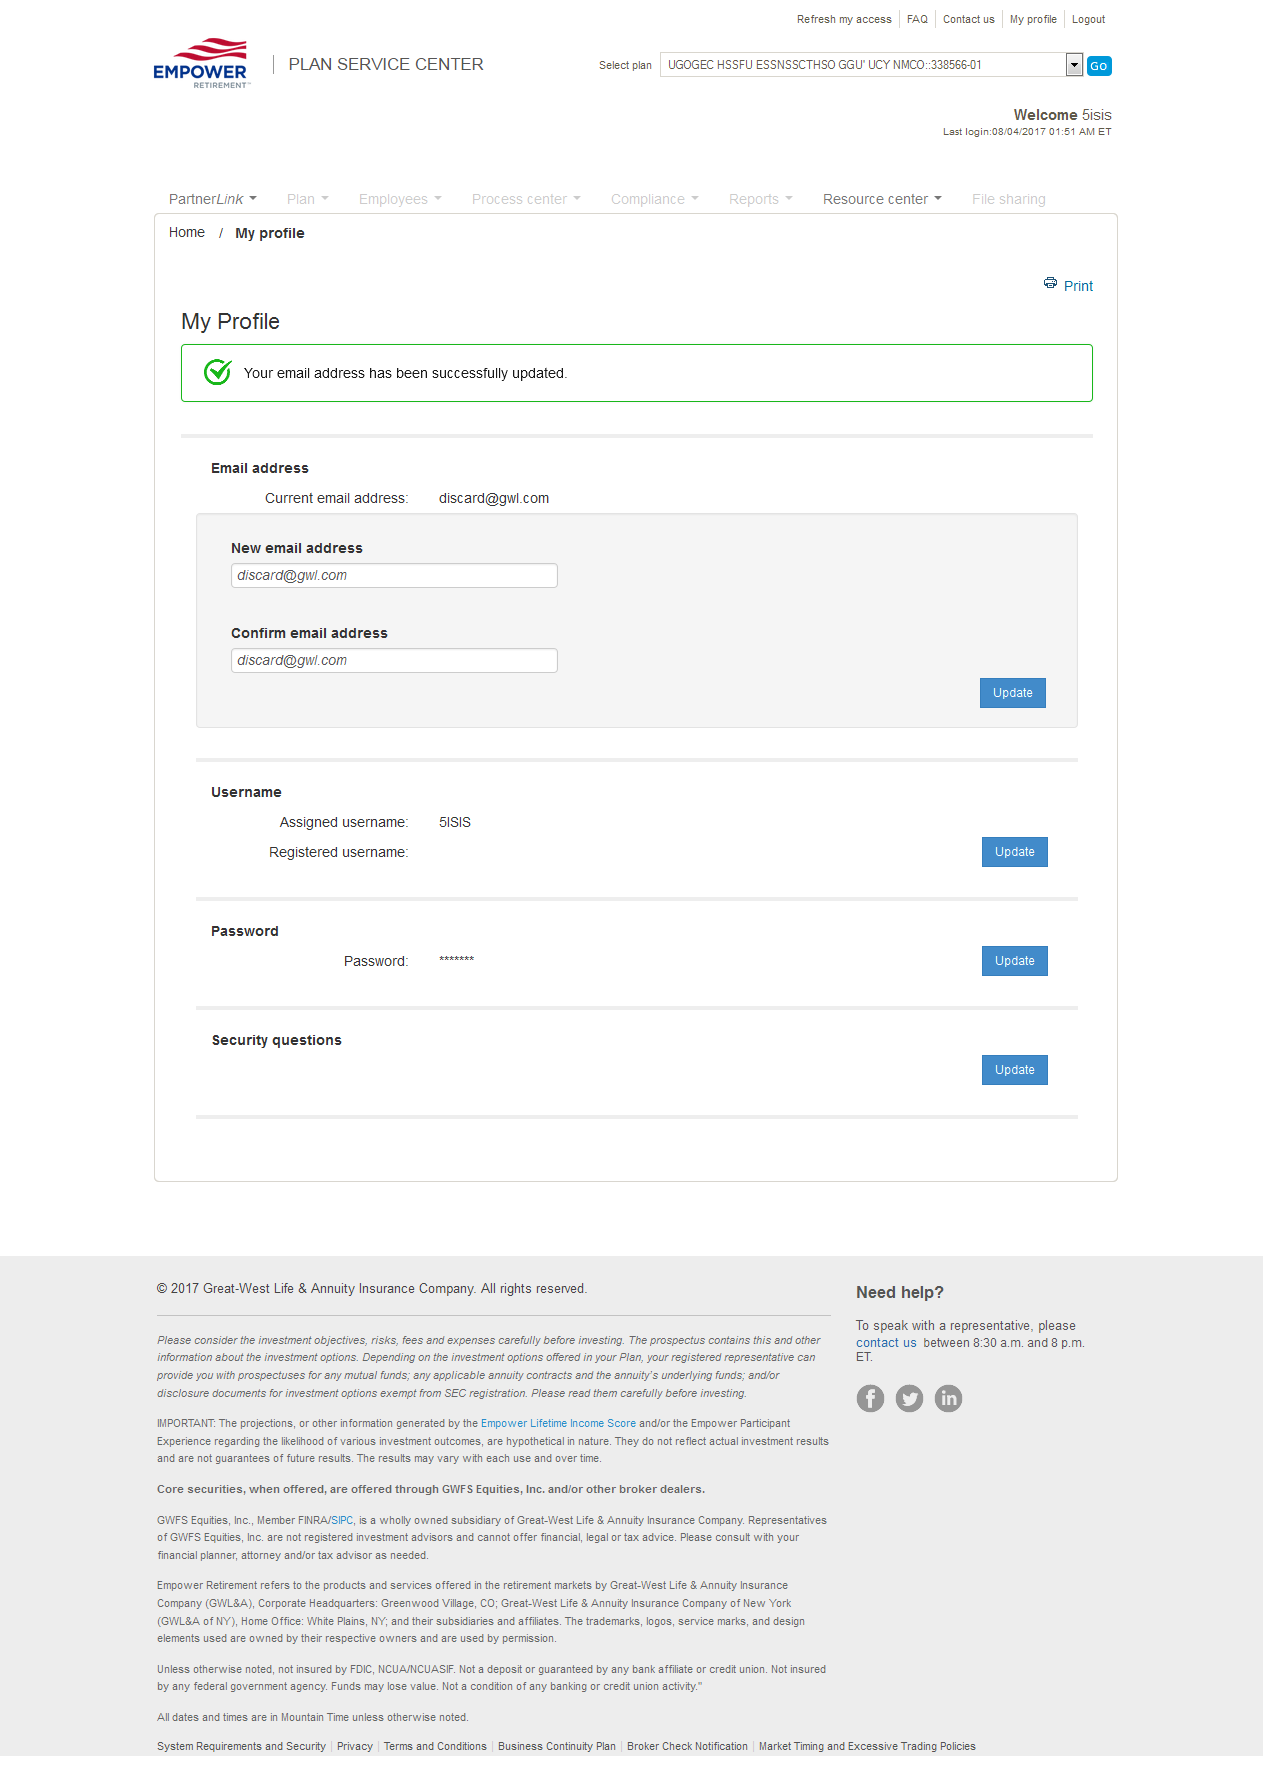 Refresh my access FAQ Contact us My profile Logout
EMPOWER
RETIREMENT™
PLAN SERVICE CENTER
Select plan UGOGEC HSSFU ESSNSSCTHSO GGU' UCY NMCO::338566-01 Go
Welcome 5isis
Last login:08/04/2017 01:51 AM ET
PartnerLink Plan Employees Process center Compliance Reports Resource center File sharing
Home / My profile
Print
My Profile
Your email address has been successfully updated.
Email address
Current email address: discard@gwl.com
New email address
discard@gwl.com
Confirm email address
discard@gwl.com
Update
Username
Assigned username: 5ISIS
Registered username:
Update
Password
Password: *******
Update
Security questions
Update
© 2017 Great-West Life & Annuity Insurance Company. All rights reserved.
Please consider the investment objectives, risks, fees and expenses carefully before investing. The prospectus contains this and other
information about the investment options. Depending on the investment options offered in your Plan, your registered representative can
provide you with prospectuses for any mutual funds; any applicable annuity contracts and the annuity's underlying funds; and/or
disclosure documents for investment options exempt from SEC registration. Please read them carefully before investing.
IMPORTANT: The projections, or other information generated by the Empower Lifetime Income Score and/or the Empower Participant
Experience regarding the likelihood of various investment outcomes, are hypothetical in nature. They do not reflect actual investment results
and are not guarantees of future results. The results may vary with each use and over time.
Core securities, when offered, are offered through GWFS Equities, Inc. and/or other broker dealers.
GWFS Equities, Inc., Member FINRA/SIPC, is a wholly owned subsidiary of Great-West Life & Annuity Insurance Company. Representatives
of GWFS Equities, Inc. are not registered investment advisors and cannot offer financial, legal or tax advice. Please consult with your
financial planner, attorney and/or tax advisor as needed.
Empower Retirement refers to the products and services offered in the retirement markets by Great-West Life & Annuity Insurance
Company (GWL&A), Corporate Headquarters: Greenwood Village, CO; Great-West Life & Annuity Insurance Company of New York
(GWL&A of NY), Home Office: White Plains, NY; and their subsidiaries and affiliates. The trademarks, logos, service marks, and design
elements used are owned by their respective owners and are used by permission.
Unless otherwise noted, not insured by FDIC, NCUA/NCUASIF. Not a deposit or guaranteed by any bank affiliate or credit union. Not insured
by any federal government agency. Funds may lose value. Not a condition of any banking or credit union activity."
All dates and times are in Mountain Time unless otherwise noted.
System Requirements and Security Privacy Terms and Conditions Business Continuity Plan Broker Check Notification Market Timing and Excessive Trading Policies
Need help?
To speak with a representative, please
contact us between 8:30 a.m. and 8 p.m.
ET.